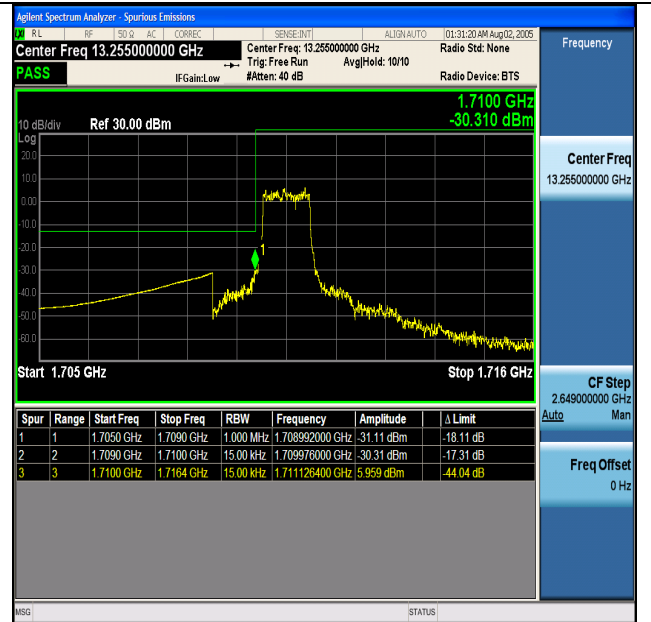 Agilent Spectrum Analyzer - Spurious Emissions
RL RF 50 Ω AC CORREC SENSE:INT ALIGN AUTO 01:31:20 AM Aug 02, 2005
Center Freq 13.255000000 GHz Center Freq: 13.255000000 GHz Radio Std: None Frequency
Trig: Free Run Avg|Hold: 10/10
PASS IFGain:Low #Atten: 40 dB Radio Device: BTS
1.7100 GHz
10 dB/div Ref 30.00 dBm -30.310 dBm
Log
20.0
10.0
0.00
-10.0
-20.0
-30.0
-40.0
-50.0
-60.0
1
Start 1.705 GHz Stop 1.716 GHz
Center Freq
13.255000000 GHz
CF Step
2.649000000 GHz
Auto Man
Freq Offset
0 Hz
Spur Range Start Freq Stop Freq RBW Frequency Amplitude Δ Limit
1 1 1.7050 GHz 1.7090 GHz 1.000 MHz 1.708992000 GHz -31.11 dBm -18.11 dB
2 2 1.7090 GHz 1.7100 GHz 15.00 kHz 1.709976000 GHz -30.31 dBm -17.31 dB
3 3 1.7100 GHz 1.7164 GHz 15.00 kHz 1.711126400 GHz 5.959 dBm -44.04 dB
MSG STATUS